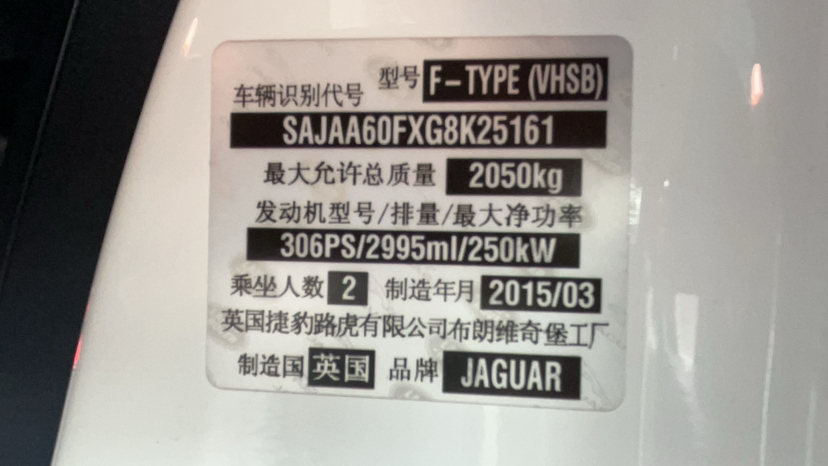 型号 F-TYPE (VHSB)
车辆识别代号
SAJAA60FXG8K25161
最大允许总质量 2050kg
发动机型号/排量/最大净功率
306PS/2995ml/250kW
乘坐人数 2 制造年月 2015/03
英国捷豹路虎有限公司布朗维奇堡工厂
制造国 英国 品牌 JAGUAR